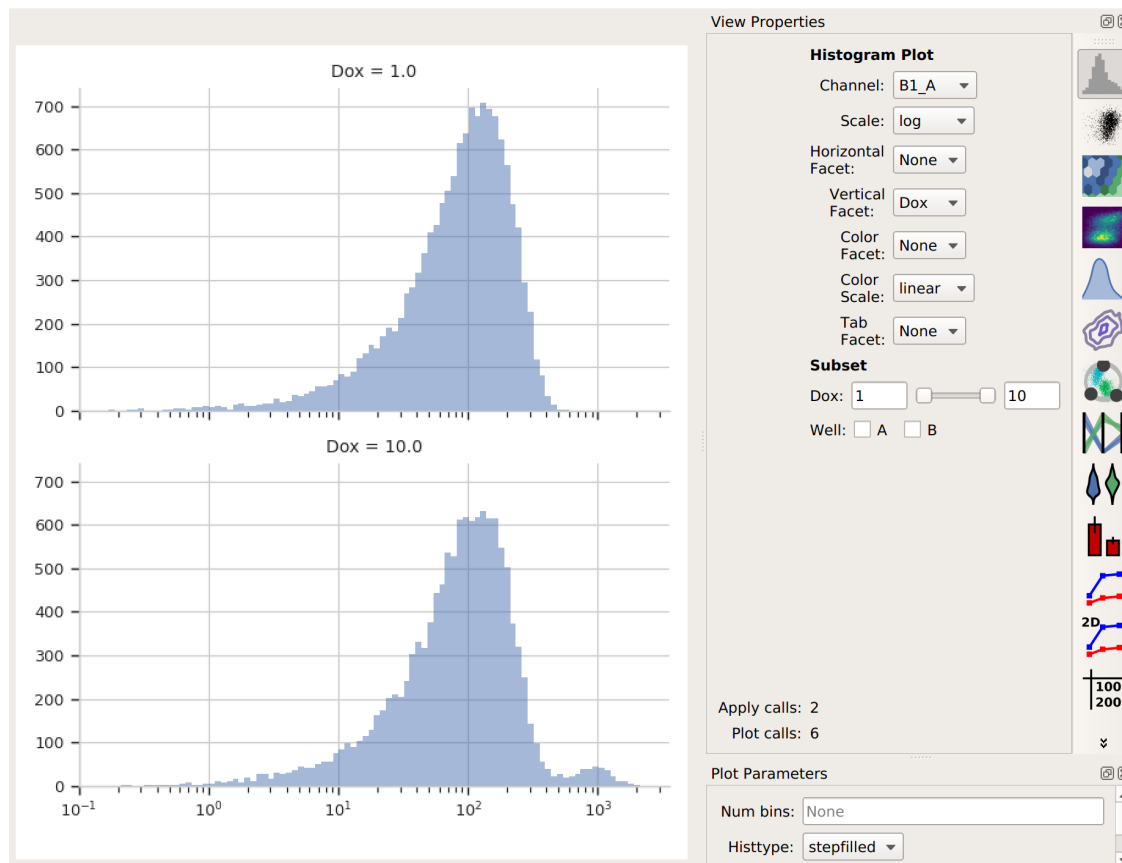 View Properties
Dox = 1.0
700
600
500
400
300
200
100
0
Dox = 10.0
700
600
500
400
300
200
100
0
10⁻¹ 10⁰ 10¹ 10² 10³
Histogram Plot
Channel: B1_A
Scale: log
Horizontal
Facet: None
Vertical
Facet: Dox
Color
Facet: None
Color
Scale: linear
Tab
Facet: None
Subset
Dox: 1 10
Well: A B
Apply calls: 2
Plot calls: 6
2D
100
200
Plot Parameters
Num bins: None
Histtype: stepfilled